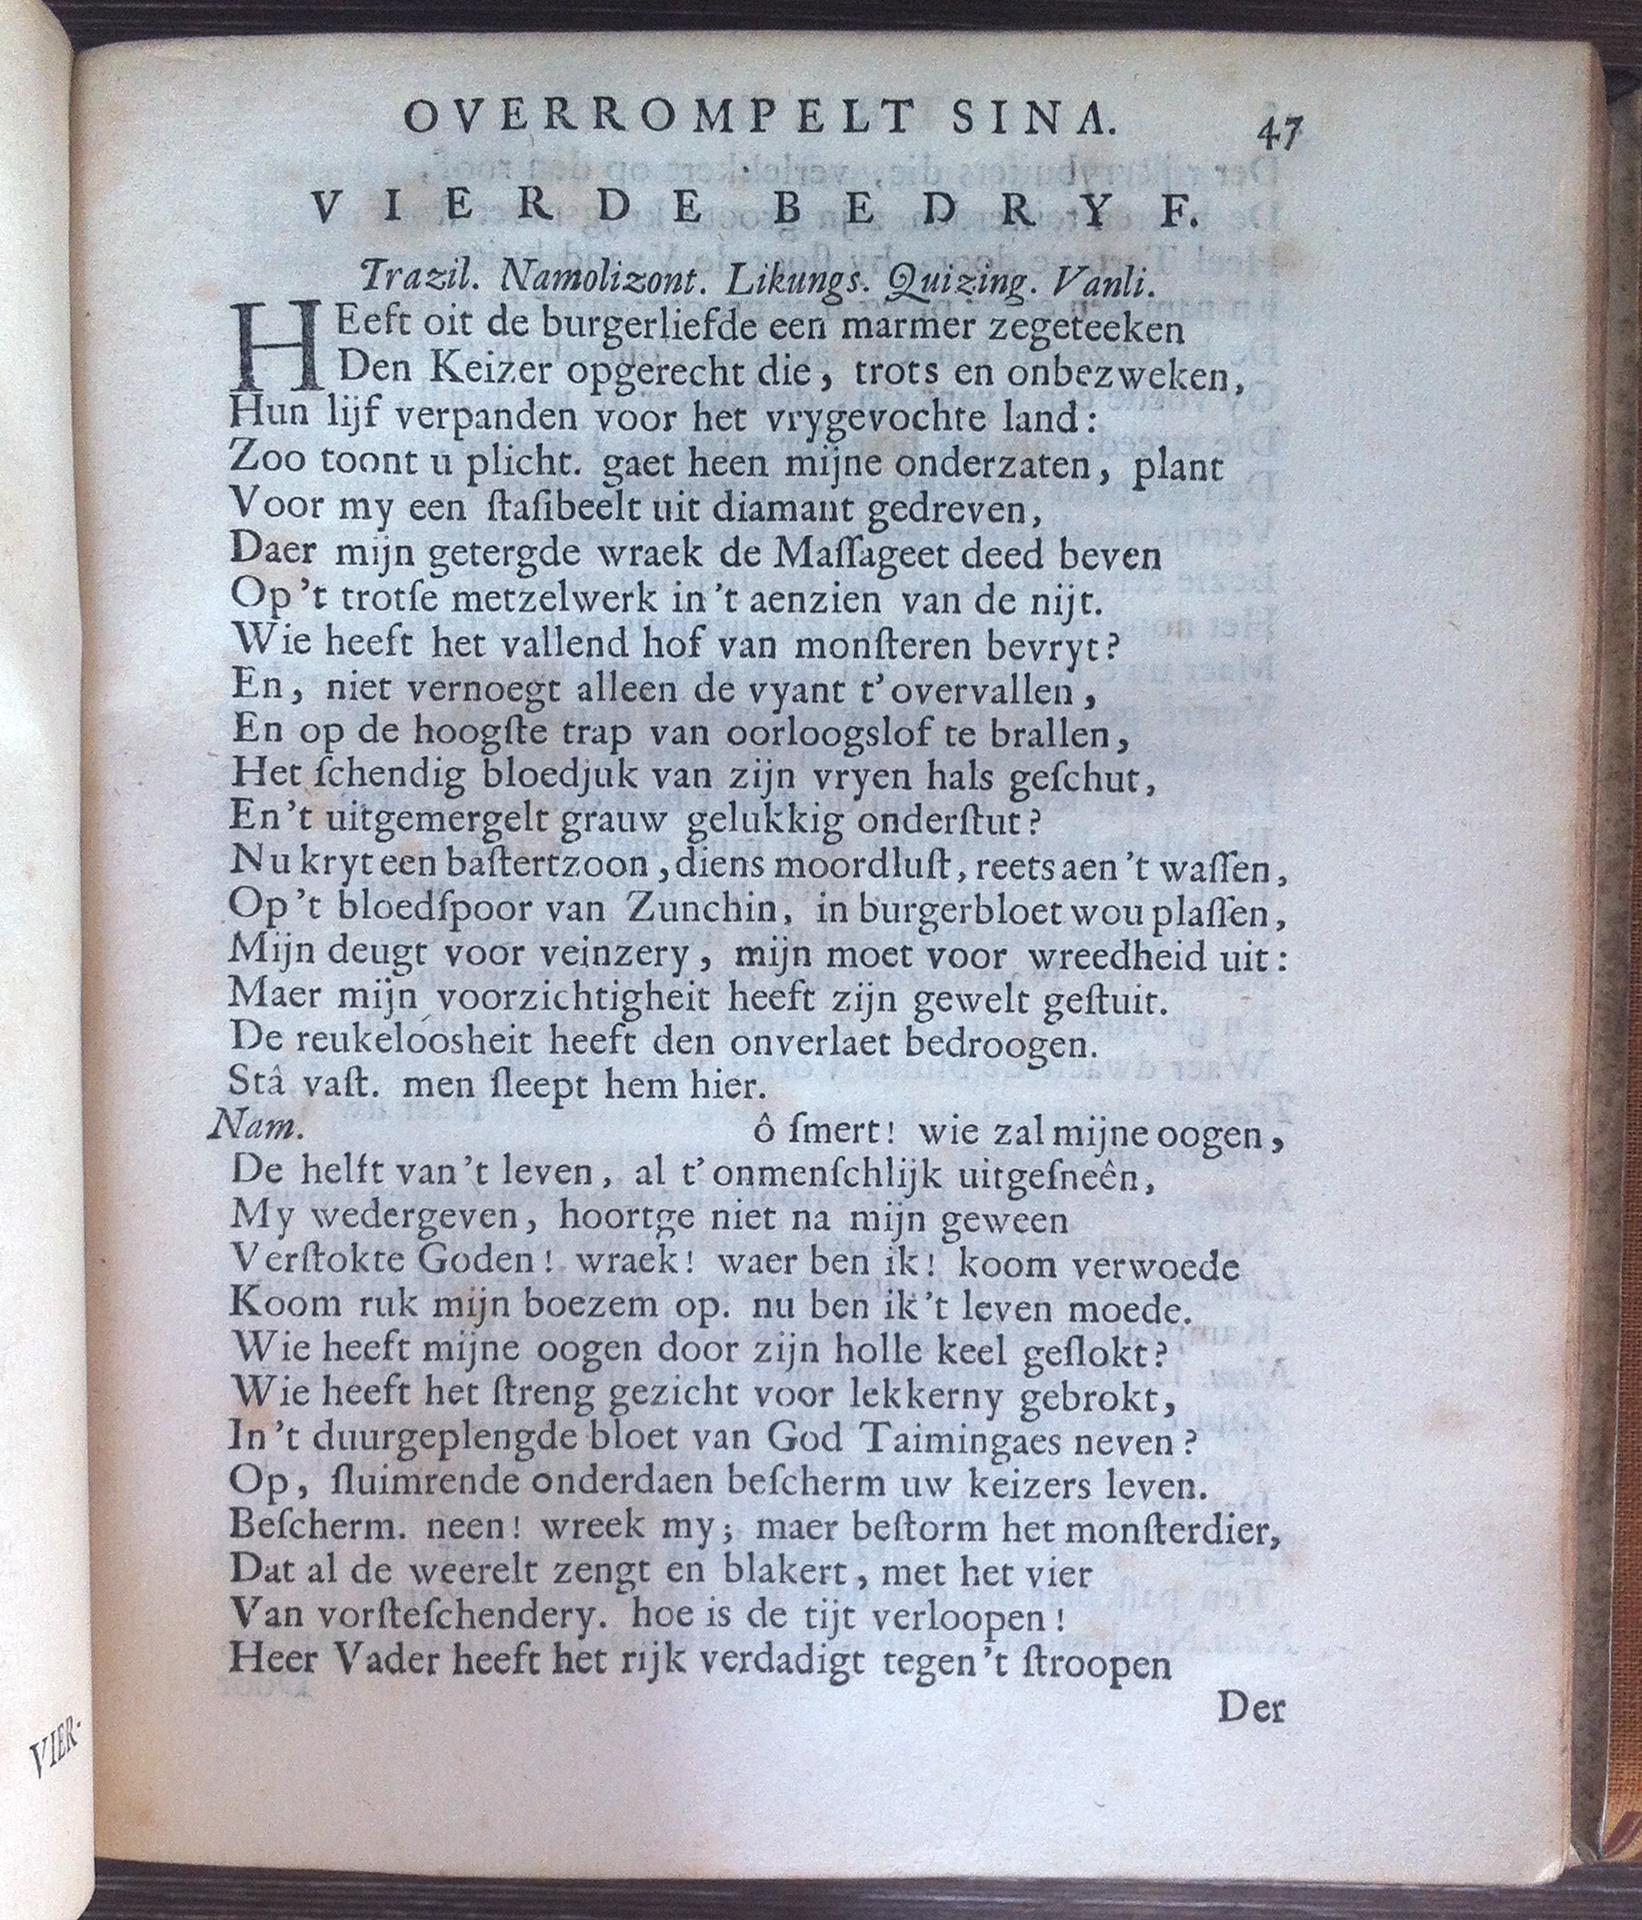 OVERROMPELT SINA. 47
VIERDE BEDRYF.
Trazil. Namolizont. Likungs. Quizing. Vanli.
HEeft oit de burgerliefde een marmer zegeteeken
Den Keizer opgerecht die, trots en onbezweken,
Hun lijf verpanden voor het vrygevochte land:
Zoo toont u plicht. gaet heen mijne onderzaten, plant
Voor my een ſtaſibeelt uit diamant gedreven,
Daer mijn getergde wraek de Maſſageet deed beven
Op't trotſe metzelwerk in't aenzien van de nijt.
Wie heeft het vallend hof van monſteren bevryt?
En, niet vernoegt alleen de vyant t'overvallen,
En op de hoogſte trap van oorloogslof te brallen,
Het ſchendig bloedjuk van zijn vryen hals geſchut,
En't uitgemergelt grauw gelukkig onderſtut?
Nu kryt een baſtertzoon, diens moordluſt, reets aen 't waſſen,
Op't bloedſpoor van Zunchin, in burgerbloet wou plaſſen,
Mijn deugt voor veinzery, mijn moet voor wreedheid uit:
Maer mijn voorzichtigheit heeft zijn gewelt geſtuit.
De reukeloosheit heeft den onverlaet bedroogen.
Stâ vaſt. men ſleept hem hier.
Nam. ô ſmert! wie zal mijne oogen,
De helft van't leven, al t'onmenſchlijk uitgeſneên,
My wedergeven, hoortge niet na mijn geween
Verſtokte Goden! wraek! waer ben ik! koom verwoede
Koom ruk mijn boezem op. nu ben ik't leven moede.
Wie heeft mijne oogen door zijn holle keel geſlokt?
Wie heeft het ſtreng gezicht voor lekkerny gebrokt,
In't duurgeplengde bloet van God Taimingaes neven?
Op, ſluimrende onderdaen beſcherm uw keizers leven.
Beſcherm. neen! wreek my; maer beſtorm het monſterdier,
Dat al de weerelt zengt en blakert, met het vier
Van vorſteſchendery. hoe is de tijt verloopen!
Heer Vader heeft het rijk verdadigt tegen't ſtroopen
Der
VIER-